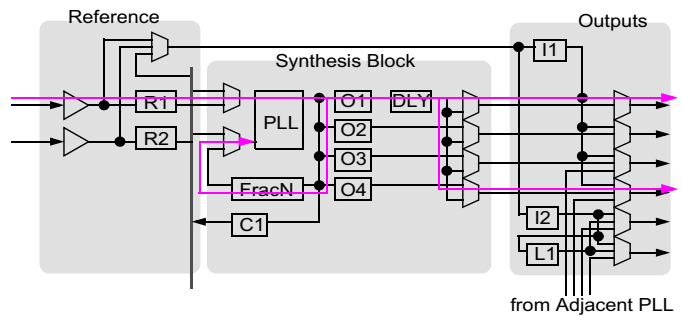 Reference
Outputs
Synthesis Block
I1
R1
O1
DLY
PLL
R2
O2
O3
FracN
O4
C1
I2
L1
from Adjacent PLL